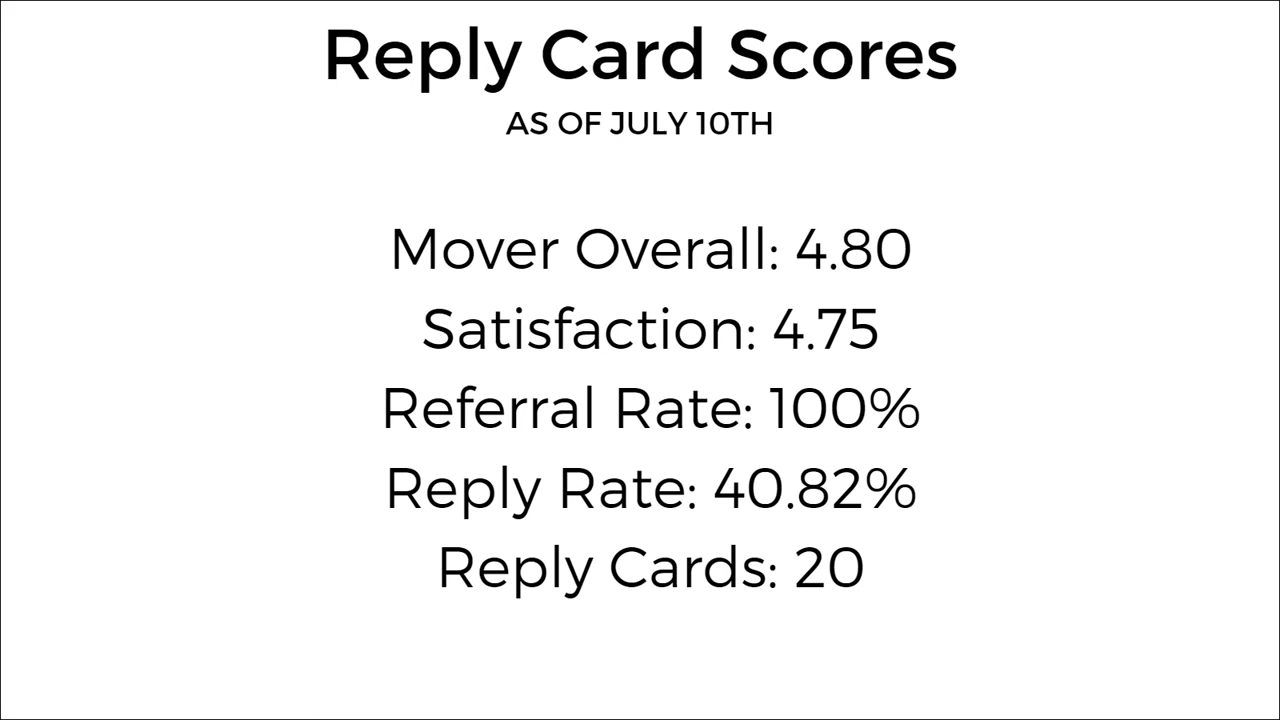 Reply Card Scores
AS OF JULY 10TH
Mover Overall: 4.80
Satisfaction: 4.75
Referral Rate: 100%
Reply Rate: 40.82%
Reply Cards: 20